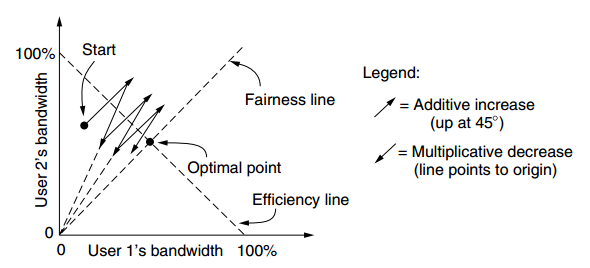 100%
Start
User 2's bandwidth
Fairness line
Optimal point
Efficiency line
0
0
User 1's bandwidth
100%
Legend:
= Additive increase
(up at 45°)
= Multiplicative decrease
(line points to origin)